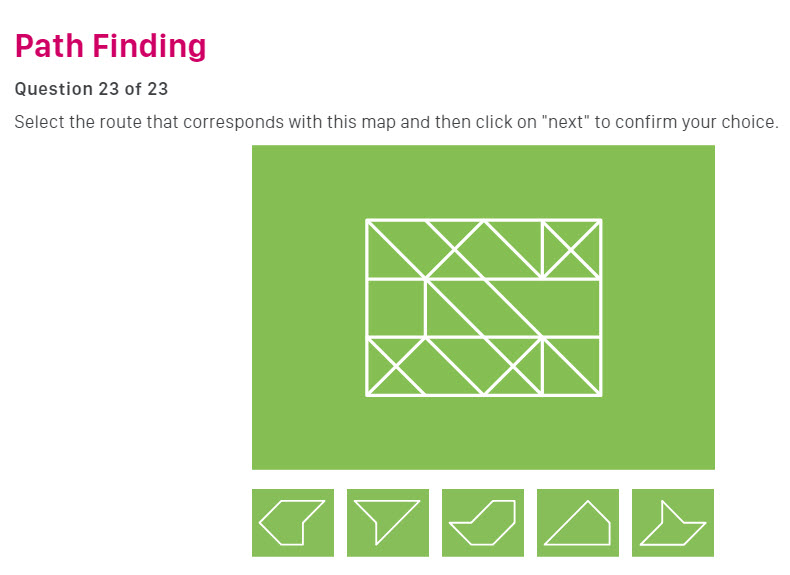 Path Finding
Question 23 of 23
Select the route that corresponds with this map and then click on "next" to confirm your choice.